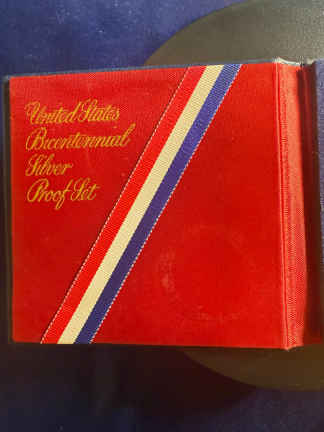 United States
Bicentennial
Silver
Proof Set